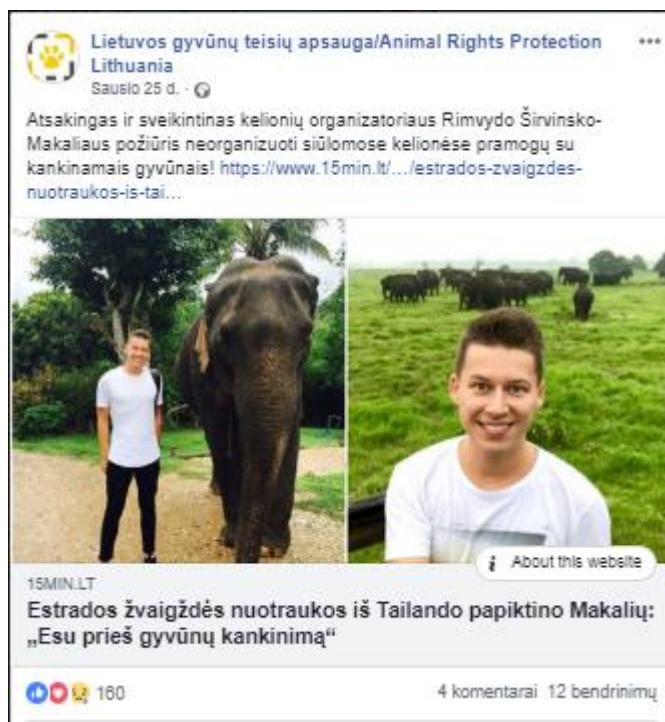 Lietuvos gyvūnų teisių apsauga/Animal Rights Protection
Lithuania
Sausio 25 d. ·
Atsakingas ir sveikintinas kelionių organizatoriaus Rimvydo Širvinsko-
Makaliaus požiūris neorganizuoti siūlomose kelionėse pramogų su
kankinamais gyvūnais! https://www.15min.lt/…/estrados-zvaigzdes-
nuotraukos-is-tai…
i About this website
15MIN.LT
Estrados žvaigždės nuotraukos iš Tailando papiktino Makalių:
„Esu prieš gyvūnų kankinimą“
160
4 komentarai 12 bendrinimų